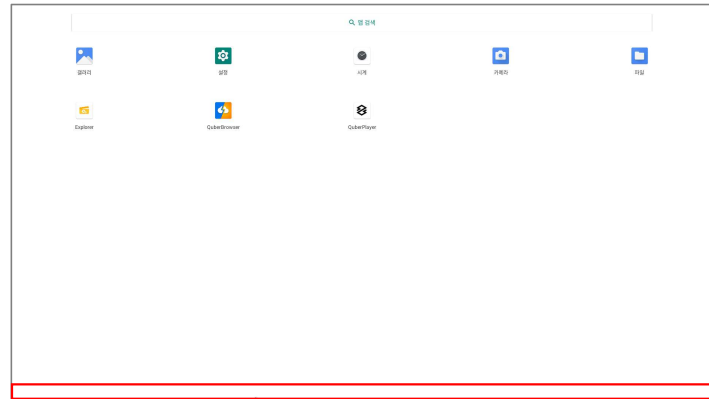 앱 검색
갤러리
설정
시계
카메라
파일
Explorer
QuberBrowser
QuberPlayer